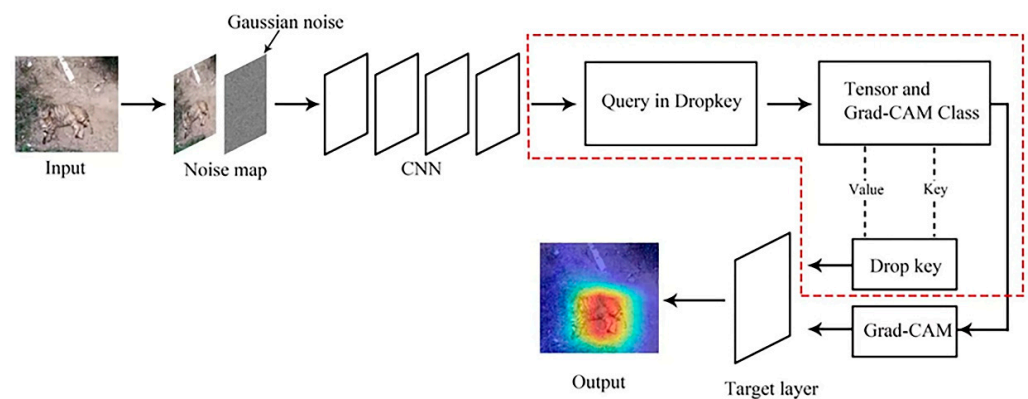 Gaussian noise
Input
Noise map
CNN
Query in Dropkey
Tensor and
Grad-CAM Class
Value
Key
Drop key
Grad-CAM
Target layer
Output